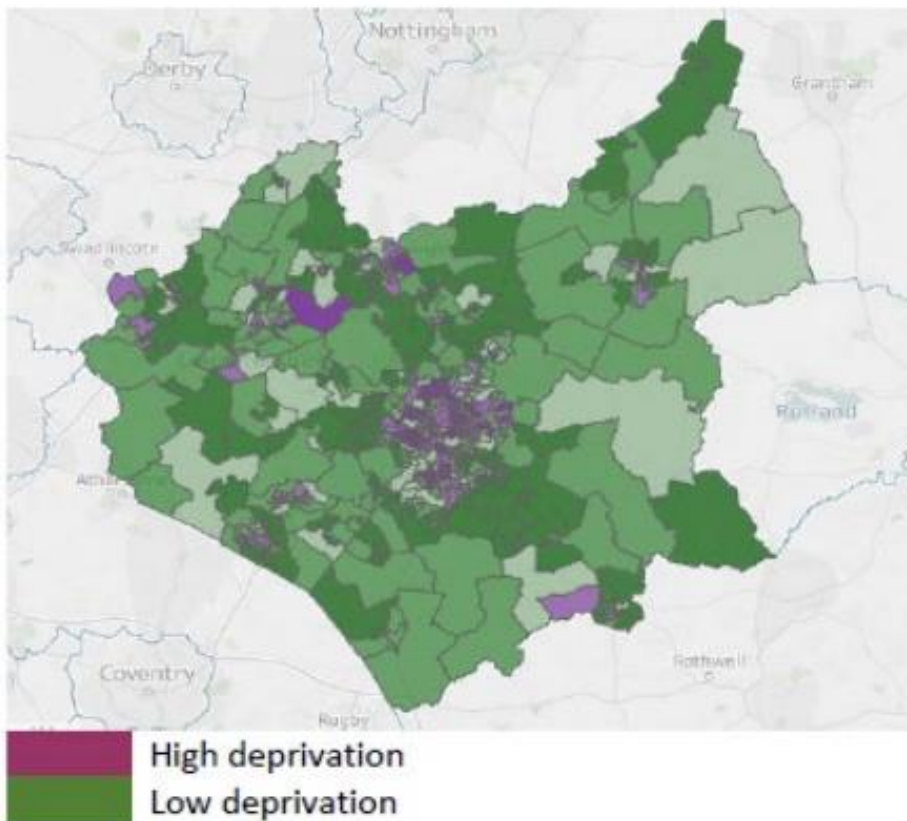 Nottingham
Derby
Grantham
Swadlincote
Rutland
Coventry
Rothwell
Rugby
High deprivation
Low deprivation